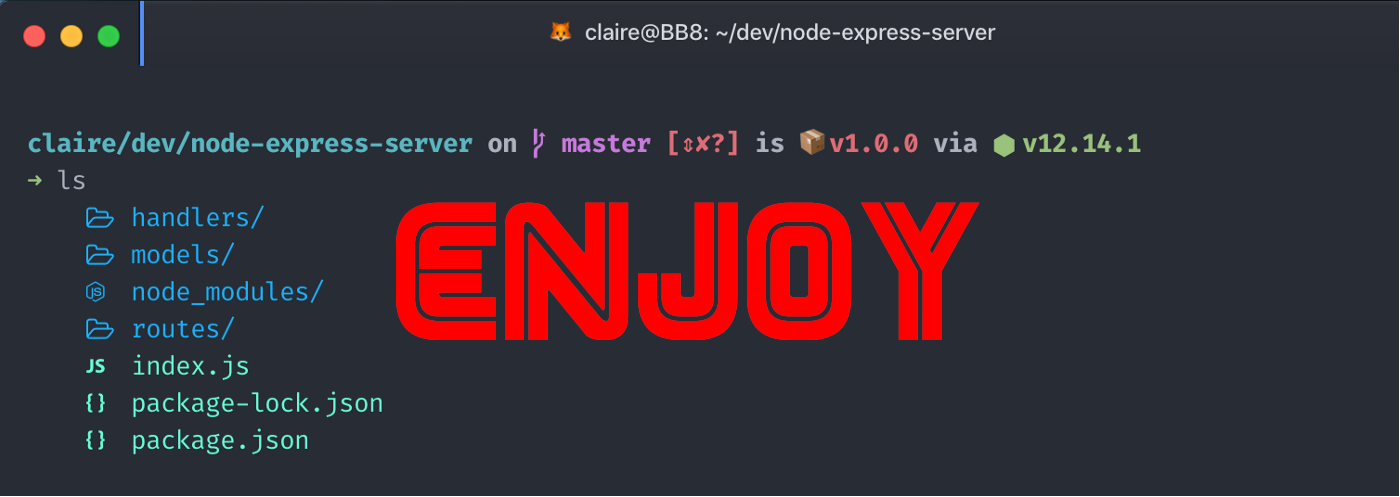 🦊 claire@BB8: ~/dev/node-express-server
claire/dev/node-express-server on master [⇕✘?] is 📦v1.0.0 via ⬢ v12.14.1
➜ ls
handlers/
models/
node_modules/
routes/
JS index.js
{} package-lock.json
{} package.json
ENJOY